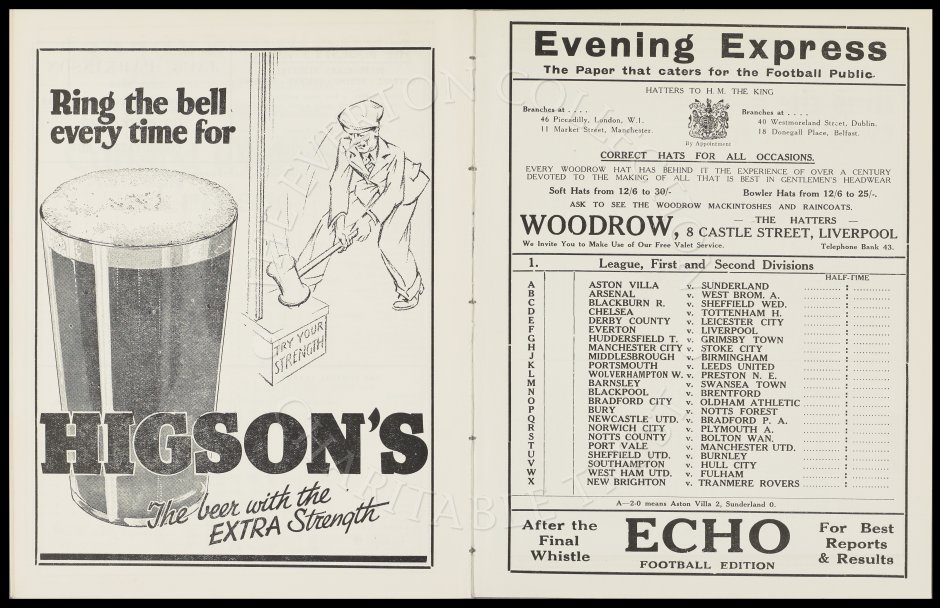 Ring the bell
every time for
TRY YOUR
STRENGTH
HIGSON'S
The beer with the
EXTRA Strength
Evening Express
The Paper that caters for the Football Public.
HATTERS TO H. M. THE KING
Branches at . . . .
46 Piccadilly, London, W.1.
11 Market Street, Manchester.
By Appointment
Branches at . . . .
40 Westmoreland Street, Dublin.
18 Donegall Place, Belfast.
CORRECT HATS FOR ALL OCCASIONS.
EVERY WOODROW HAT HAS BEHIND IT THE EXPERIENCE OF OVER A CENTURY
DEVOTED TO THE MAKING OF ALL THAT IS BEST IN GENTLEMEN'S HEADWEAR
Soft Hats from 12/6 to 30/- Bowler Hats from 12/6 to 25/-.
ASK TO SEE THE WOODROW MACKINTOSHES AND RAINCOATS.
WOODROW, — THE HATTERS —
8 CASTLE STREET, LIVERPOOL
We Invite You to Make Use of Our Free Valet Service. Telephone Bank 43.
1. League, First and Second Divisions
HALF-TIME
A ASTON VILLA v. SUNDERLAND
B ARSENAL v. WEST BROM. A.
C BLACKBURN R. v. SHEFFIELD WED.
D CHELSEA v. TOTTENHAM H.
E DERBY COUNTY v. LEICESTER CITY
F EVERTON v. LIVERPOOL
G HUDDERSFIELD T. v. GRIMSBY TOWN
H MANCHESTER CITY v. STOKE CITY
J MIDDLESBROUGH v. BIRMINGHAM
K PORTSMOUTH v. LEEDS UNITED
L WOLVERHAMPTON W. v. PRESTON N. E.
M BARNSLEY v. SWANSEA TOWN
N BLACKPOOL v. BRENTFORD
O BRADFORD CITY v. OLDHAM ATHLETIC
P BURY v. NOTTS FOREST
Q NEWCASTLE UTD. v. BRADFORD P. A.
R NORWICH CITY v. PLYMOUTH A.
S NOTTS COUNTY v. BOLTON WAN.
T PORT VALE v. MANCHESTER UTD.
U SHEFFIELD UTD. v. BURNLEY
V SOUTHAMPTON v. HULL CITY
W WEST HAM UTD. v. FULHAM
X NEW BRIGHTON v. TRANMERE ROVERS
A—2-0 means Aston Villa 2, Sunderland 0.
After the
Final
Whistle
ECHO
FOOTBALL EDITION
For Best
Reports
& Results